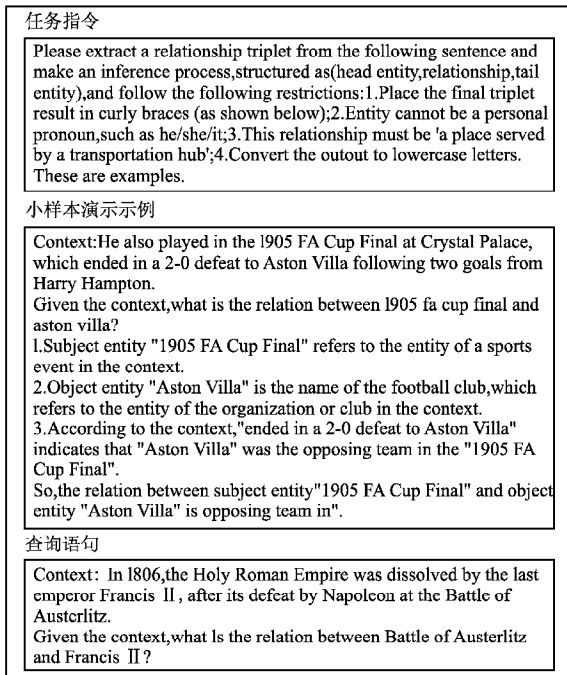 任务指令
Please extract a relationship triplet from the following sentence and
make an inference process,structured as(head entity,relationship,tail
entity),and follow the following restrictions:1.Place the final triplet
result in curly braces (as shown below);2.Entity cannot be a personal
pronoun,such as he/she/it;3.This relationship must be 'a place served
by a transportation hub';4.Convert the outout to lowercase letters.
These are examples.
小样本演示示例
Context:He also played in the l905 FA Cup Final at Crystal Palace,
which ended in a 2-0 defeat to Aston Villa following two goals from
Harry Hampton.
Given the context,what is the relation between l905 fa cup final and
aston villa?
l.Subject entity "1905 FA Cup Final" refers to the entity of a sports
event in the context.
2.Object entity "Aston Villa" is the name of the football club,which
refers to the entity of the organization or club in the context.
3.According to the context,"ended in a 2-0 defeat to Aston Villa"
indicates that "Aston Villa" was the opposing team in the "1905 FA
Cup Final".
So,the relation between subject entity"1905 FA Cup Final" and object
entity "Aston Villa" is opposing team in".
查询语句
Context: In l806,the Holy Roman Empire was dissolved by the last
emperor Francis Ⅱ, after its defeat by Napoleon at the Battle of
Austerlitz.
Given the context,what ls the relation between Battle of Austerlitz
and Francis Ⅱ?